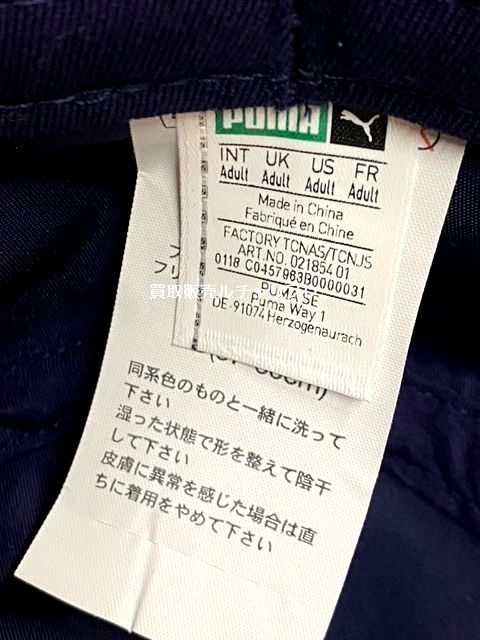 PUMA
INT UK US FR
Adult Adult Adult Adult
Made in China
Fabriqué en Chine
FACTORY TCNAS/TCNJS
ART.NO. 021854 01
0118 C0457963B0000031
PUMA SE
Puma Way 1
DE-91074 Herzogenaurach
買取販売ルチャ
同系色のものと一緒に洗って
下さい
湿った状態で形を整えて陰干
して下さい
皮膚に異常を感じた場合は直
ちに着用をやめて下さい